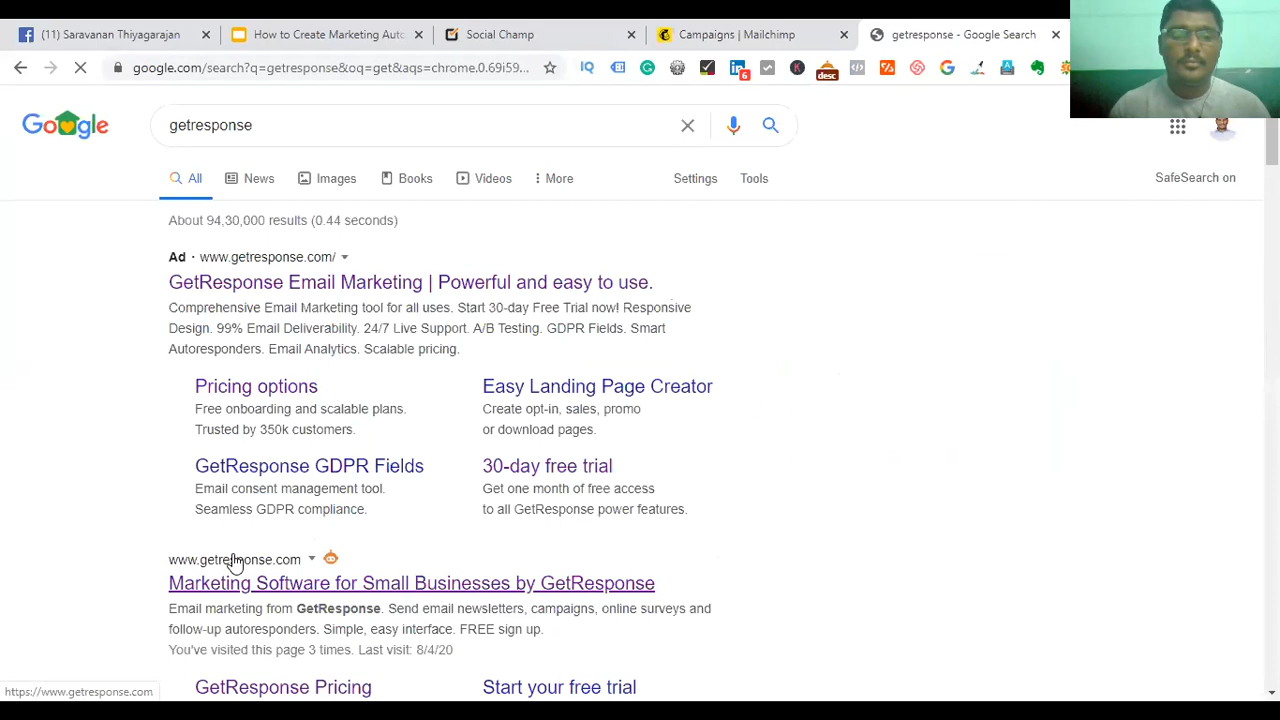 (11) Saravanan Thiyagarajan
How to Create Marketing Auto
Social Champ
Campaigns | Mailchimp
getresponse - Google Search
google.com/search?q=getresponse&oq=get&aqs=chrome.0.69i59...
6
desc
Google
getresponse
All
News
Images
Books
Videos
More
Settings
Tools
SafeSearch on
About 94,30,000 results (0.44 seconds)
Ad · www.getresponse.com/
GetResponse Email Marketing | Powerful and easy to use.
Comprehensive Email Marketing tool for all uses. Start 30-day Free Trial now! Responsive
Design. 99% Email Deliverability. 24/7 Live Support. A/B Testing. GDPR Fields. Smart
Autoresponders. Email Analytics. Scalable pricing.
Pricing options
Free onboarding and scalable plans.
Trusted by 350k customers.
Easy Landing Page Creator
Create opt-in, sales, promo
or download pages.
GetResponse GDPR Fields
Email consent management tool.
Seamless GDPR compliance.
30-day free trial
Get one month of free access
to all GetResponse power features.
www.getresponse.com
Marketing Software for Small Businesses by GetResponse
Email marketing from GetResponse. Send email newsletters, campaigns, online surveys and
follow-up autoresponders. Simple, easy interface. FREE sign up.
You've visited this page 3 times. Last visit: 8/4/20
GetResponse Pricing
Start your free trial
https://www.getresponse.com